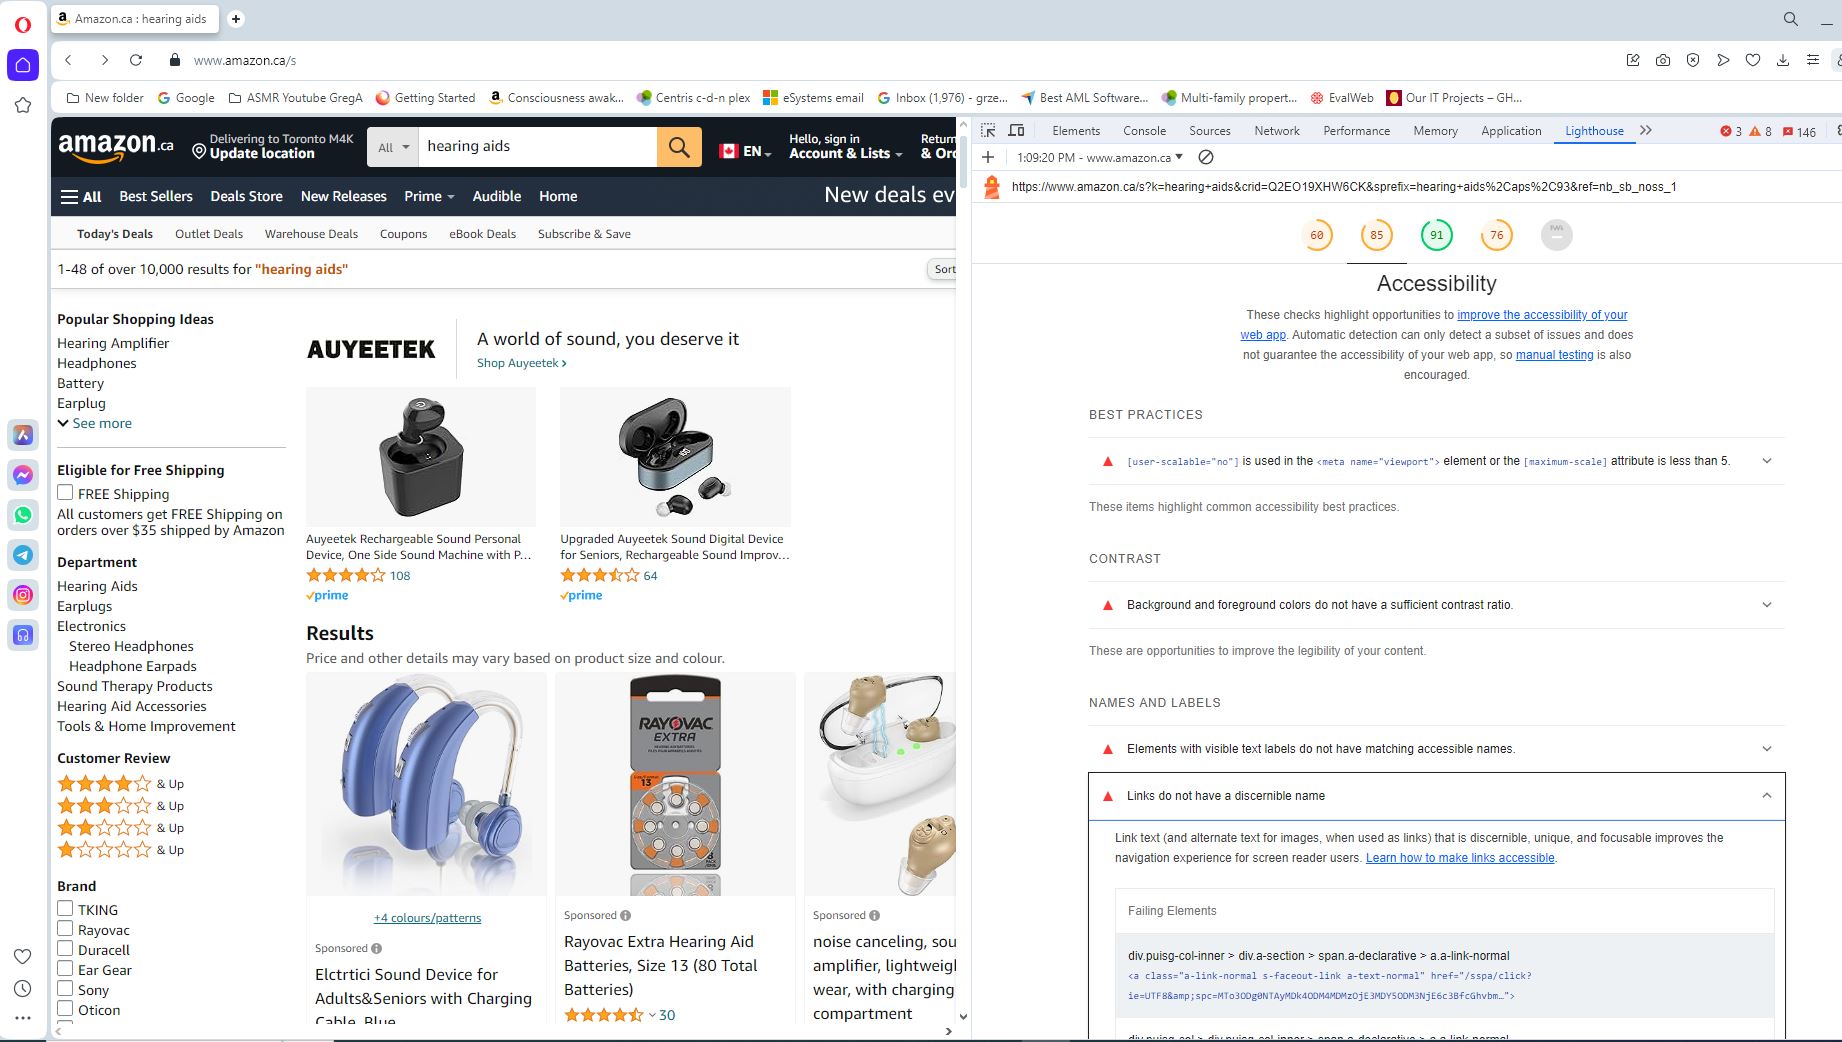 Amazon.ca : hearing aids
www.amazon.ca/s
New folder
Google
ASMR Youtube GregA
Getting Started
Consciousness awak...
Centris c-d-n plex
eSystems email
Inbox (1,976) - grze...
Best AML Software...
Multi-family propert...
EvalWeb
Our IT Projects – GH...
amazon.ca
Delivering to Toronto M4K
Update location
All
hearing aids
EN
Hello, sign in
Account & Lists
Return
& Or
All
Best Sellers
Deals Store
New Releases
Prime
Audible
Home
New deals ev
Today's Deals
Outlet Deals
Warehouse Deals
Coupons
eBook Deals
Subscribe & Save
1-48 of over 10,000 results for "hearing aids"
Sort
Popular Shopping Ideas
Hearing Amplifier
Headphones
Battery
Earplug
See more
Eligible for Free Shipping
FREE Shipping
All customers get FREE Shipping on
orders over $35 shipped by Amazon
Department
Hearing Aids
Earplugs
Electronics
Stereo Headphones
Headphone Earpads
Sound Therapy Products
Hearing Aid Accessories
Tools & Home Improvement
Customer Review
& Up
& Up
& Up
& Up
Brand
TKING
Rayovac
Duracell
Ear Gear
Sony
Oticon
AUYEETEK
A world of sound, you deserve it
Shop Auyeetek ›
Auyeetek Rechargeable Sound Personal
Device, One Side Sound Machine with P...
108
prime
Upgraded Auyeetek Sound Digital Device
for Seniors, Rechargeable Sound Improv...
64
prime
Results
Price and other details may vary based on product size and colour.
RAYOVAC
EXTRA
13
8
+4 colours/patterns
Sponsored
Elctrtici Sound Device for
Adults&Seniors with Charging
Cable, Blue
Sponsored
Rayovac Extra Hearing Aid
Batteries, Size 13 (80 Total
Batteries)
30
Sponsored
noise canceling, sou
amplifier, lightweigl
wear, with charging
compartment
Elements
Console
Sources
Network
Performance
Memory
Application
Lighthouse
3
8
146
1:09:20 PM - www.amazon.ca
https://www.amazon.ca/s?k=hearing+aids&crid=Q2EO19XHW6CK&sprefix=hearing+aids%2Caps%2C93&ref=nb_sb_noss_1
60
85
91
76
PWA
Accessibility
These checks highlight opportunities to improve the accessibility of your
web app. Automatic detection can only detect a subset of issues and does
not guarantee the accessibility of your web app, so manual testing is also
encouraged.
BEST PRACTICES
[user-scalable="no"] is used in the <meta name="viewport"> element or the [maximum-scale] attribute is less than 5.
These items highlight common accessibility best practices.
CONTRAST
Background and foreground colors do not have a sufficient contrast ratio.
These are opportunities to improve the legibility of your content.
NAMES AND LABELS
Elements with visible text labels do not have matching accessible names.
Links do not have a discernible name
Link text (and alternate text for images, when used as links) that is discernible, unique, and focusable improves the
navigation experience for screen reader users. Learn how to make links accessible.
Failing Elements
div.puisg-col-inner > div.a-section > span.a-declarative > a.a-link-normal
<a class="a-link-normal s-faceout-link a-text-normal" href="/sspa/click?
ie=UTF8&amp;spc=MTo3ODg0NTAyMDk4ODM4MDMzOjE3MDY5ODM3NjE6c3BfcGhvbm…">
div.puisg-col > div.puisg-col-inner > span.a-declarative > a.a-link-normal